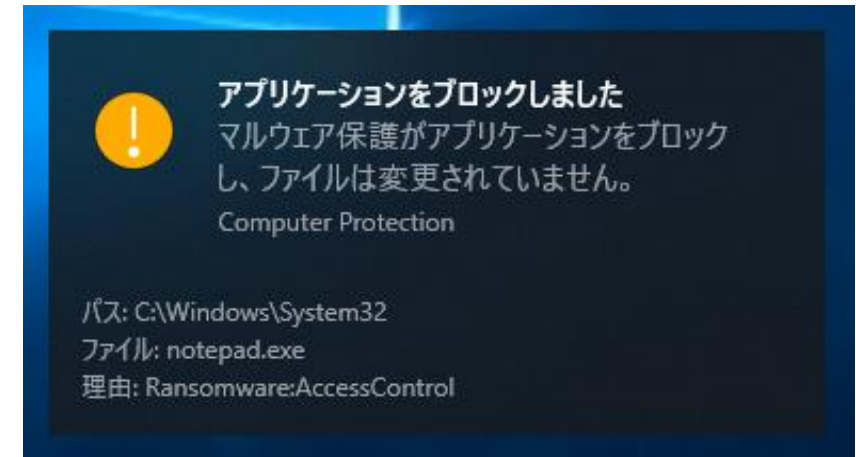 アプリケーションをブロックしました
マルウェア保護がアプリケーションをブロック
し、ファイルは変更されていません。
Computer Protection
パス: C:\Windows\System32
ファイル: notepad.exe
理由: Ransomware:AccessControl